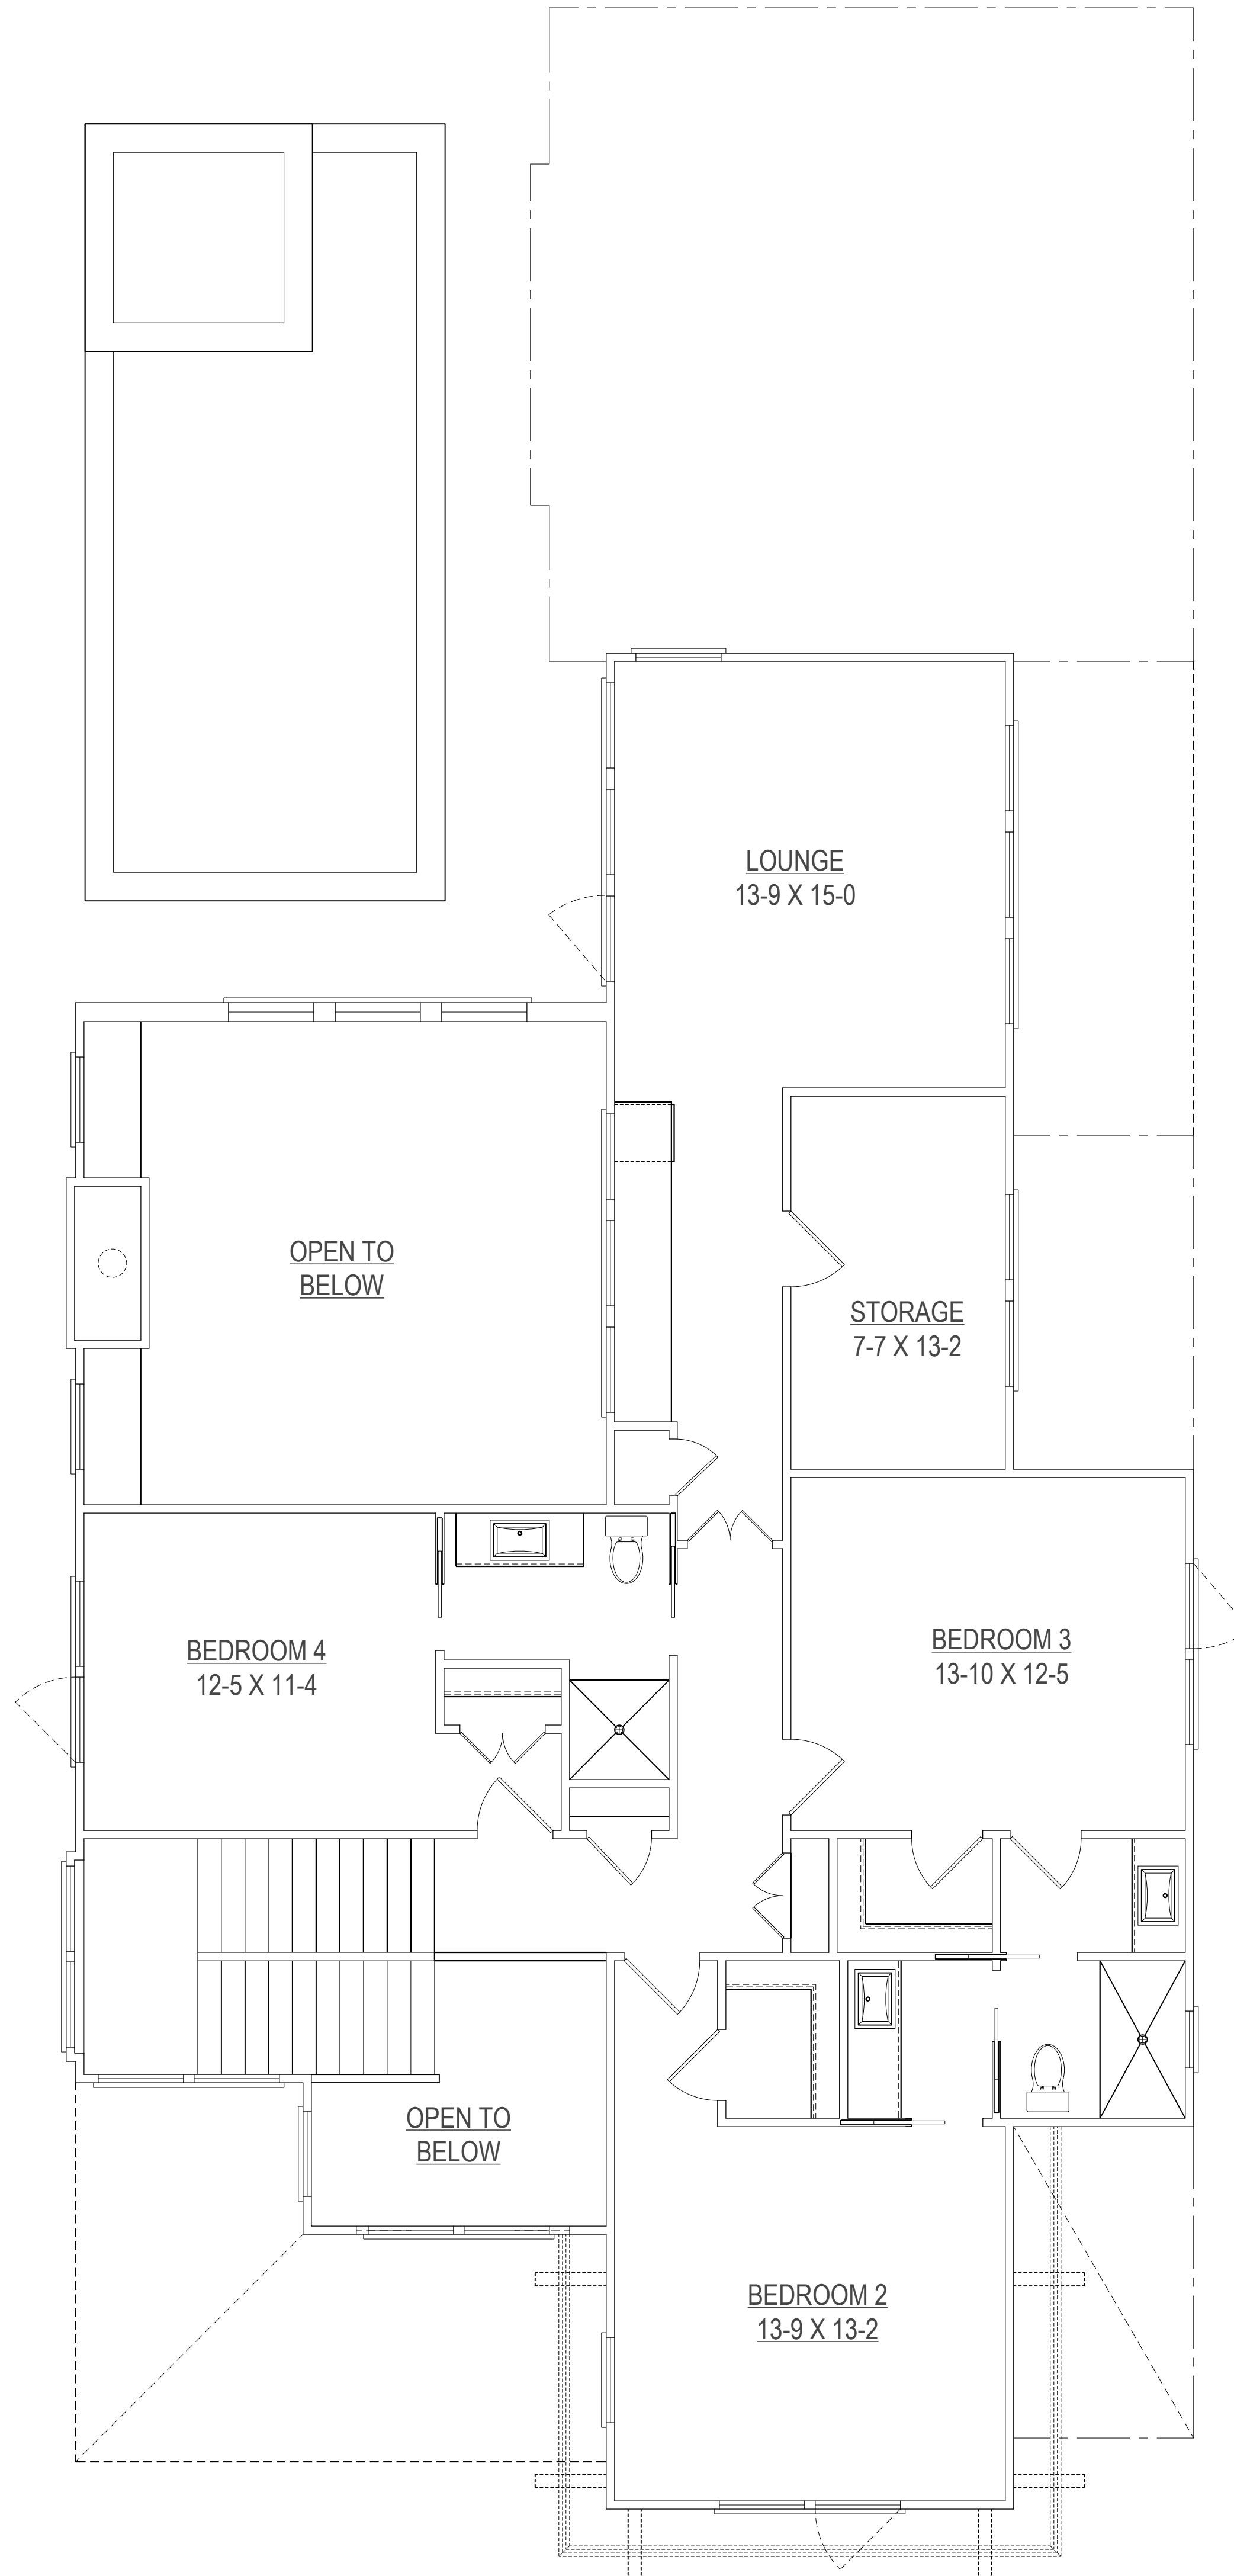 LOUNGE
13-9 X 15-0
OPEN TO
BELOW
STORAGE
7-7 X 13-2
BEDROOM 4
12-5 X 11-4
BEDROOM 3
13-10 X 12-5
OPEN TO
BELOW
BEDROOM 2
13-9 X 13-2